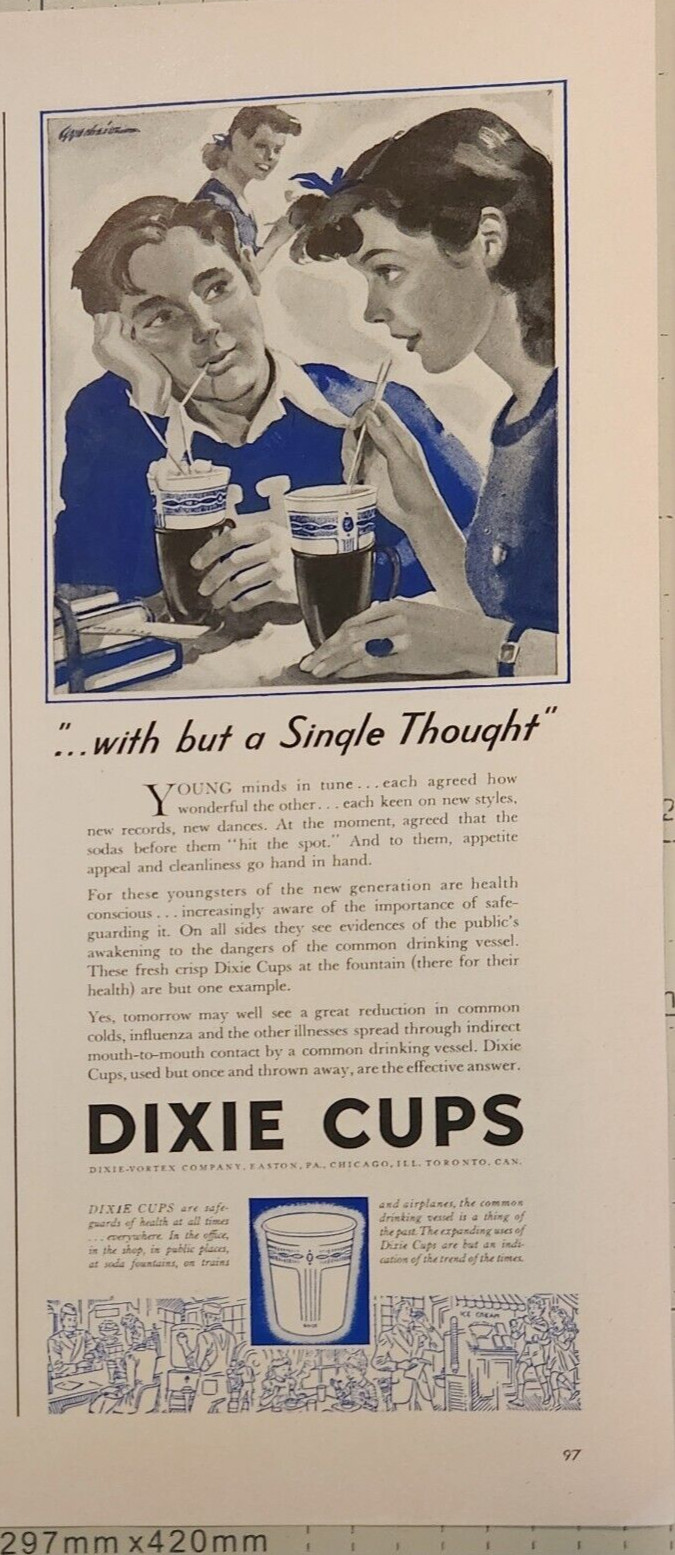 "...with but a Single Thought"
YOUNG minds in tune...each agreed how
wonderful the other...each keen on new styles,
new records, new dances. At the moment, agreed that the
sodas before them "hit the spot." And to them, appetite
appeal and cleanliness go hand in hand.
For these youngsters of the new generation are health
conscious...increasingly aware of the importance of safe-
guarding it. On all sides they see evidences of the public's
awakening to the dangers of the common drinking vessel.
These fresh crisp Dixie Cups at the fountain (there for their
health) are but one example.
Yes, tomorrow may well see a great reduction in common
colds, influenza and the other illnesses spread through indirect
mouth-to-mouth contact by a common drinking vessel. Dixie
Cups, used but once and thrown away, are the effective answer.
DIXIE CUPS
DIXIE-VORTEX COMPANY, EASTON, PA., CHICAGO, ILL. TORONTO, CAN.
DIXIE CUPS are safe-
guards of health at all times
...everywhere. In the office,
in the shop, in public places,
at soda fountains, on trains
and airplanes, the common
drinking vessel is a thing of
the past. The expanding uses of
Dixie Cups are but an indi-
cation of the trend of the times.
ICE CREAM
97
297mm x420mm